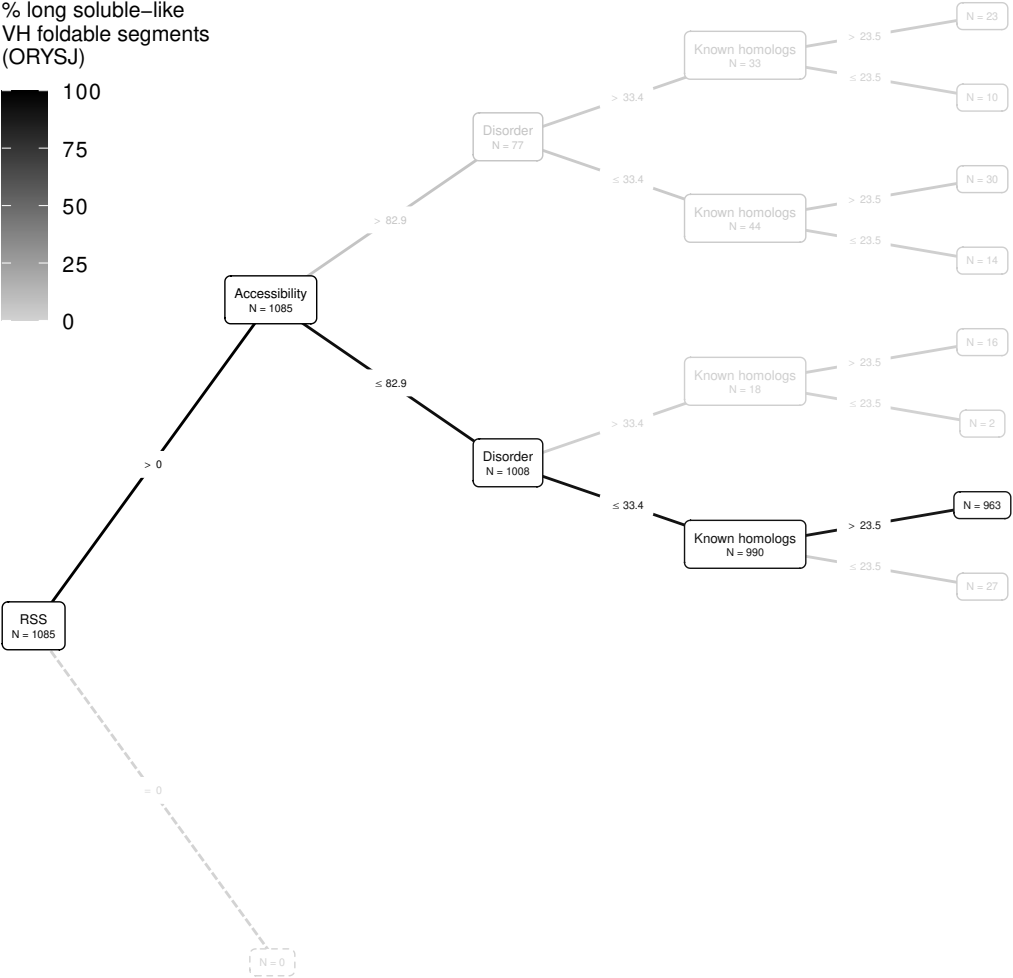 % long soluble−like
VH foldable segments
(ORYSJ)
100
75
50
25
0
RSS
N = 1085
> 0
= 0
N = 0
Accessibility
N = 1085
> 82.9
≤ 82.9
Disorder
N = 77
> 33.4
≤ 33.4
Known homologs
N = 33
> 23.5
≤ 23.5
N = 23
N = 10
Known homologs
N = 44
> 23.5
≤ 23.5
N = 30
N = 14
Disorder
N = 1008
> 33.4
≤ 33.4
Known homologs
N = 18
> 23.5
≤ 23.5
N = 16
N = 2
Known homologs
N = 990
> 23.5
≤ 23.5
N = 963
N = 27